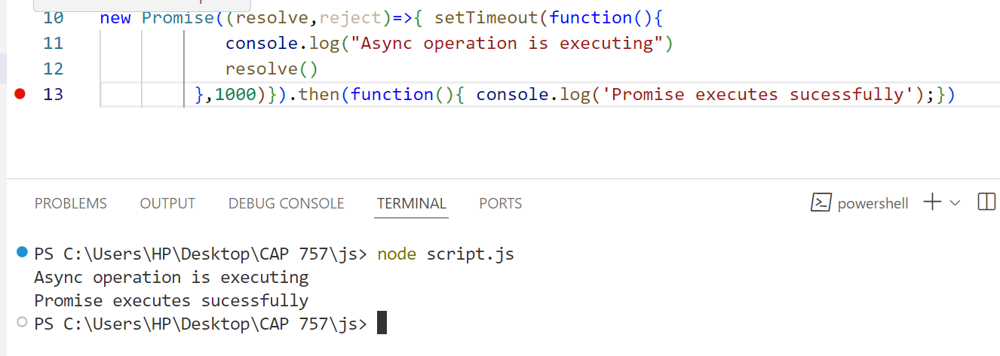 10 new Promise((resolve,reject)=>{ setTimeout(function(){
11 console.log("Async operation is executing")
12 resolve()
13 },1000)}).then(function(){ console.log('Promise executes sucessfully');})
PROBLEMS OUTPUT DEBUG CONSOLE TERMINAL PORTS powershell
PS C:\Users\HP\Desktop\CAP 757\js> node script.js
Async operation is executing
Promise executes sucessfully
PS C:\Users\HP\Desktop\CAP 757\js>